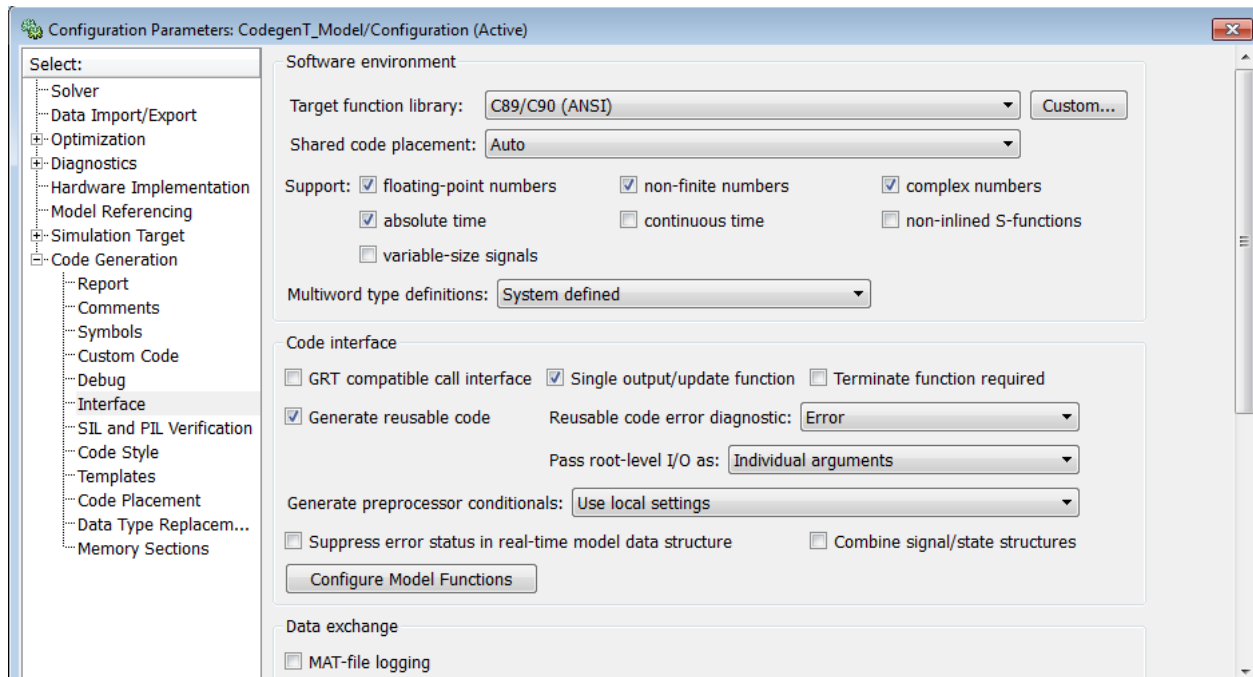 Configuration Parameters: CodegenT_Model/Configuration (Active)
Select:
Solver
Data Import/Export
Optimization
Diagnostics
Hardware Implementation
Model Referencing
Simulation Target
Code Generation
Report
Comments
Symbols
Custom Code
Debug
Interface
SIL and PIL Verification
Code Style
Templates
Code Placement
Data Type Replacem...
Memory Sections
Software environment
Target function library: C89/C90 (ANSI) Custom...
Shared code placement: Auto
Support: floating-point numbers non-finite numbers complex numbers
absolute time continuous time non-inlined S-functions
variable-size signals
Multiword type definitions: System defined
Code interface
GRT compatible call interface Single output/update function Terminate function required
Generate reusable code Reusable code error diagnostic: Error
Pass root-level I/O as: Individual arguments
Generate preprocessor conditionals: Use local settings
Suppress error status in real-time model data structure Combine signal/state structures
Configure Model Functions
Data exchange
MAT-file logging